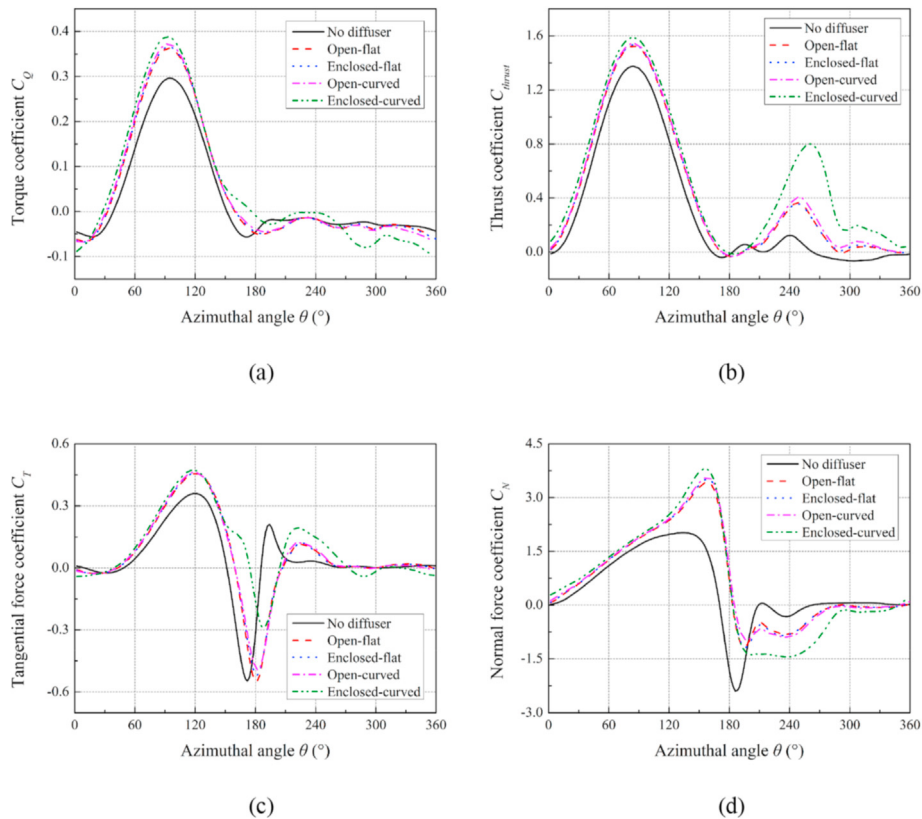 Torque coefficient C_Q
0.4
0.3
0.2
0.1
0.0
-0.1
0 60 120 180 240 300 360
Azimuthal angle θ (°)
No diffuser
Open-flat
Enclosed-flat
Open-curved
Enclosed-curved
(a)
Thrust coefficient C_thrust
1.6
1.2
0.8
0.4
0.0
0 60 120 180 240 300 360
Azimuthal angle θ (°)
No diffuser
Open-flat
Enclosed-flat
Open-curved
Enclosed-curved
(b)
Tangential force coefficient C_T
0.6
0.3
0.0
-0.3
-0.6
0 60 120 180 240 300 360
Azimuthal angle θ (°)
No diffuser
Open-flat
Enclosed-flat
Open-curved
Enclosed-curved
(c)
Normal force coefficient C_N
4.5
3.0
1.5
0.0
-1.5
-3.0
0 60 120 180 240 300 360
Azimuthal angle θ (°)
No diffuser
Open-flat
Enclosed-flat
Open-curved
Enclosed-curved
(d)